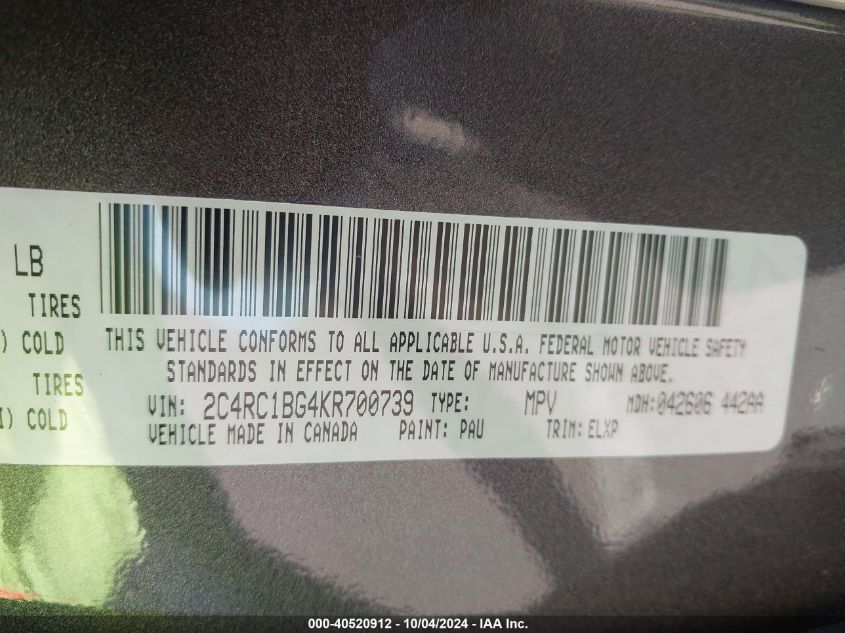 LB
TIRES
) COLD
TIRES
I) COLD
THIS VEHICLE CONFORMS TO ALL APPLICABLE U.S.A. FEDERAL MOTOR VEHICLE SAFETY
STANDARDS IN EFFECT ON THE DATE OF MANUFACTURE SHOWN ABOVE.
VIN: 2C4RC1BG4KR700739 TYPE: MPV MDH:042606 442AA
VEHICLE MADE IN CANADA PAINT: PAU TRIM: ELXP
000-40520912 - 10/04/2024 - IAA Inc.